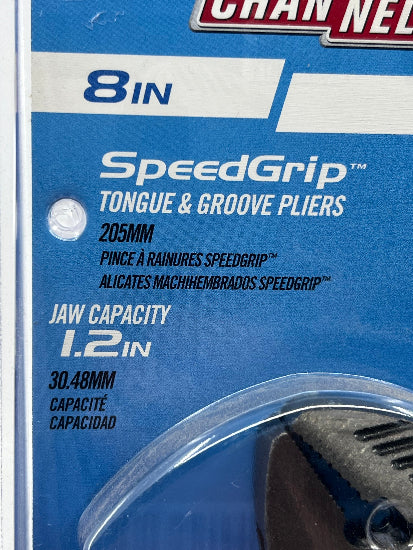 CHANNEL
8IN
SpeedGrip™
TONGUE & GROOVE PLIERS
205MM
PINCE À RAINURES SPEEDGRIP™
ALICATES MACHIHEMBRADOS SPEEDGRIP™
JAW CAPACITY
1.2IN
30.48MM
CAPACITÉ
CAPACIDAD